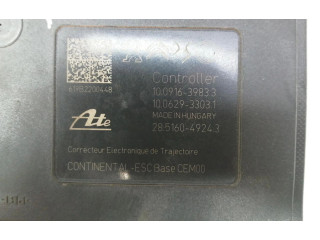 Controller
10.0916-3983.3
10.0629-3303.1
MADE IN HUNGARY
28.5160-4924.3
Ate
Correcteur Electronique de Trajectoire
CONTINENTAL-ESC Base CEM00